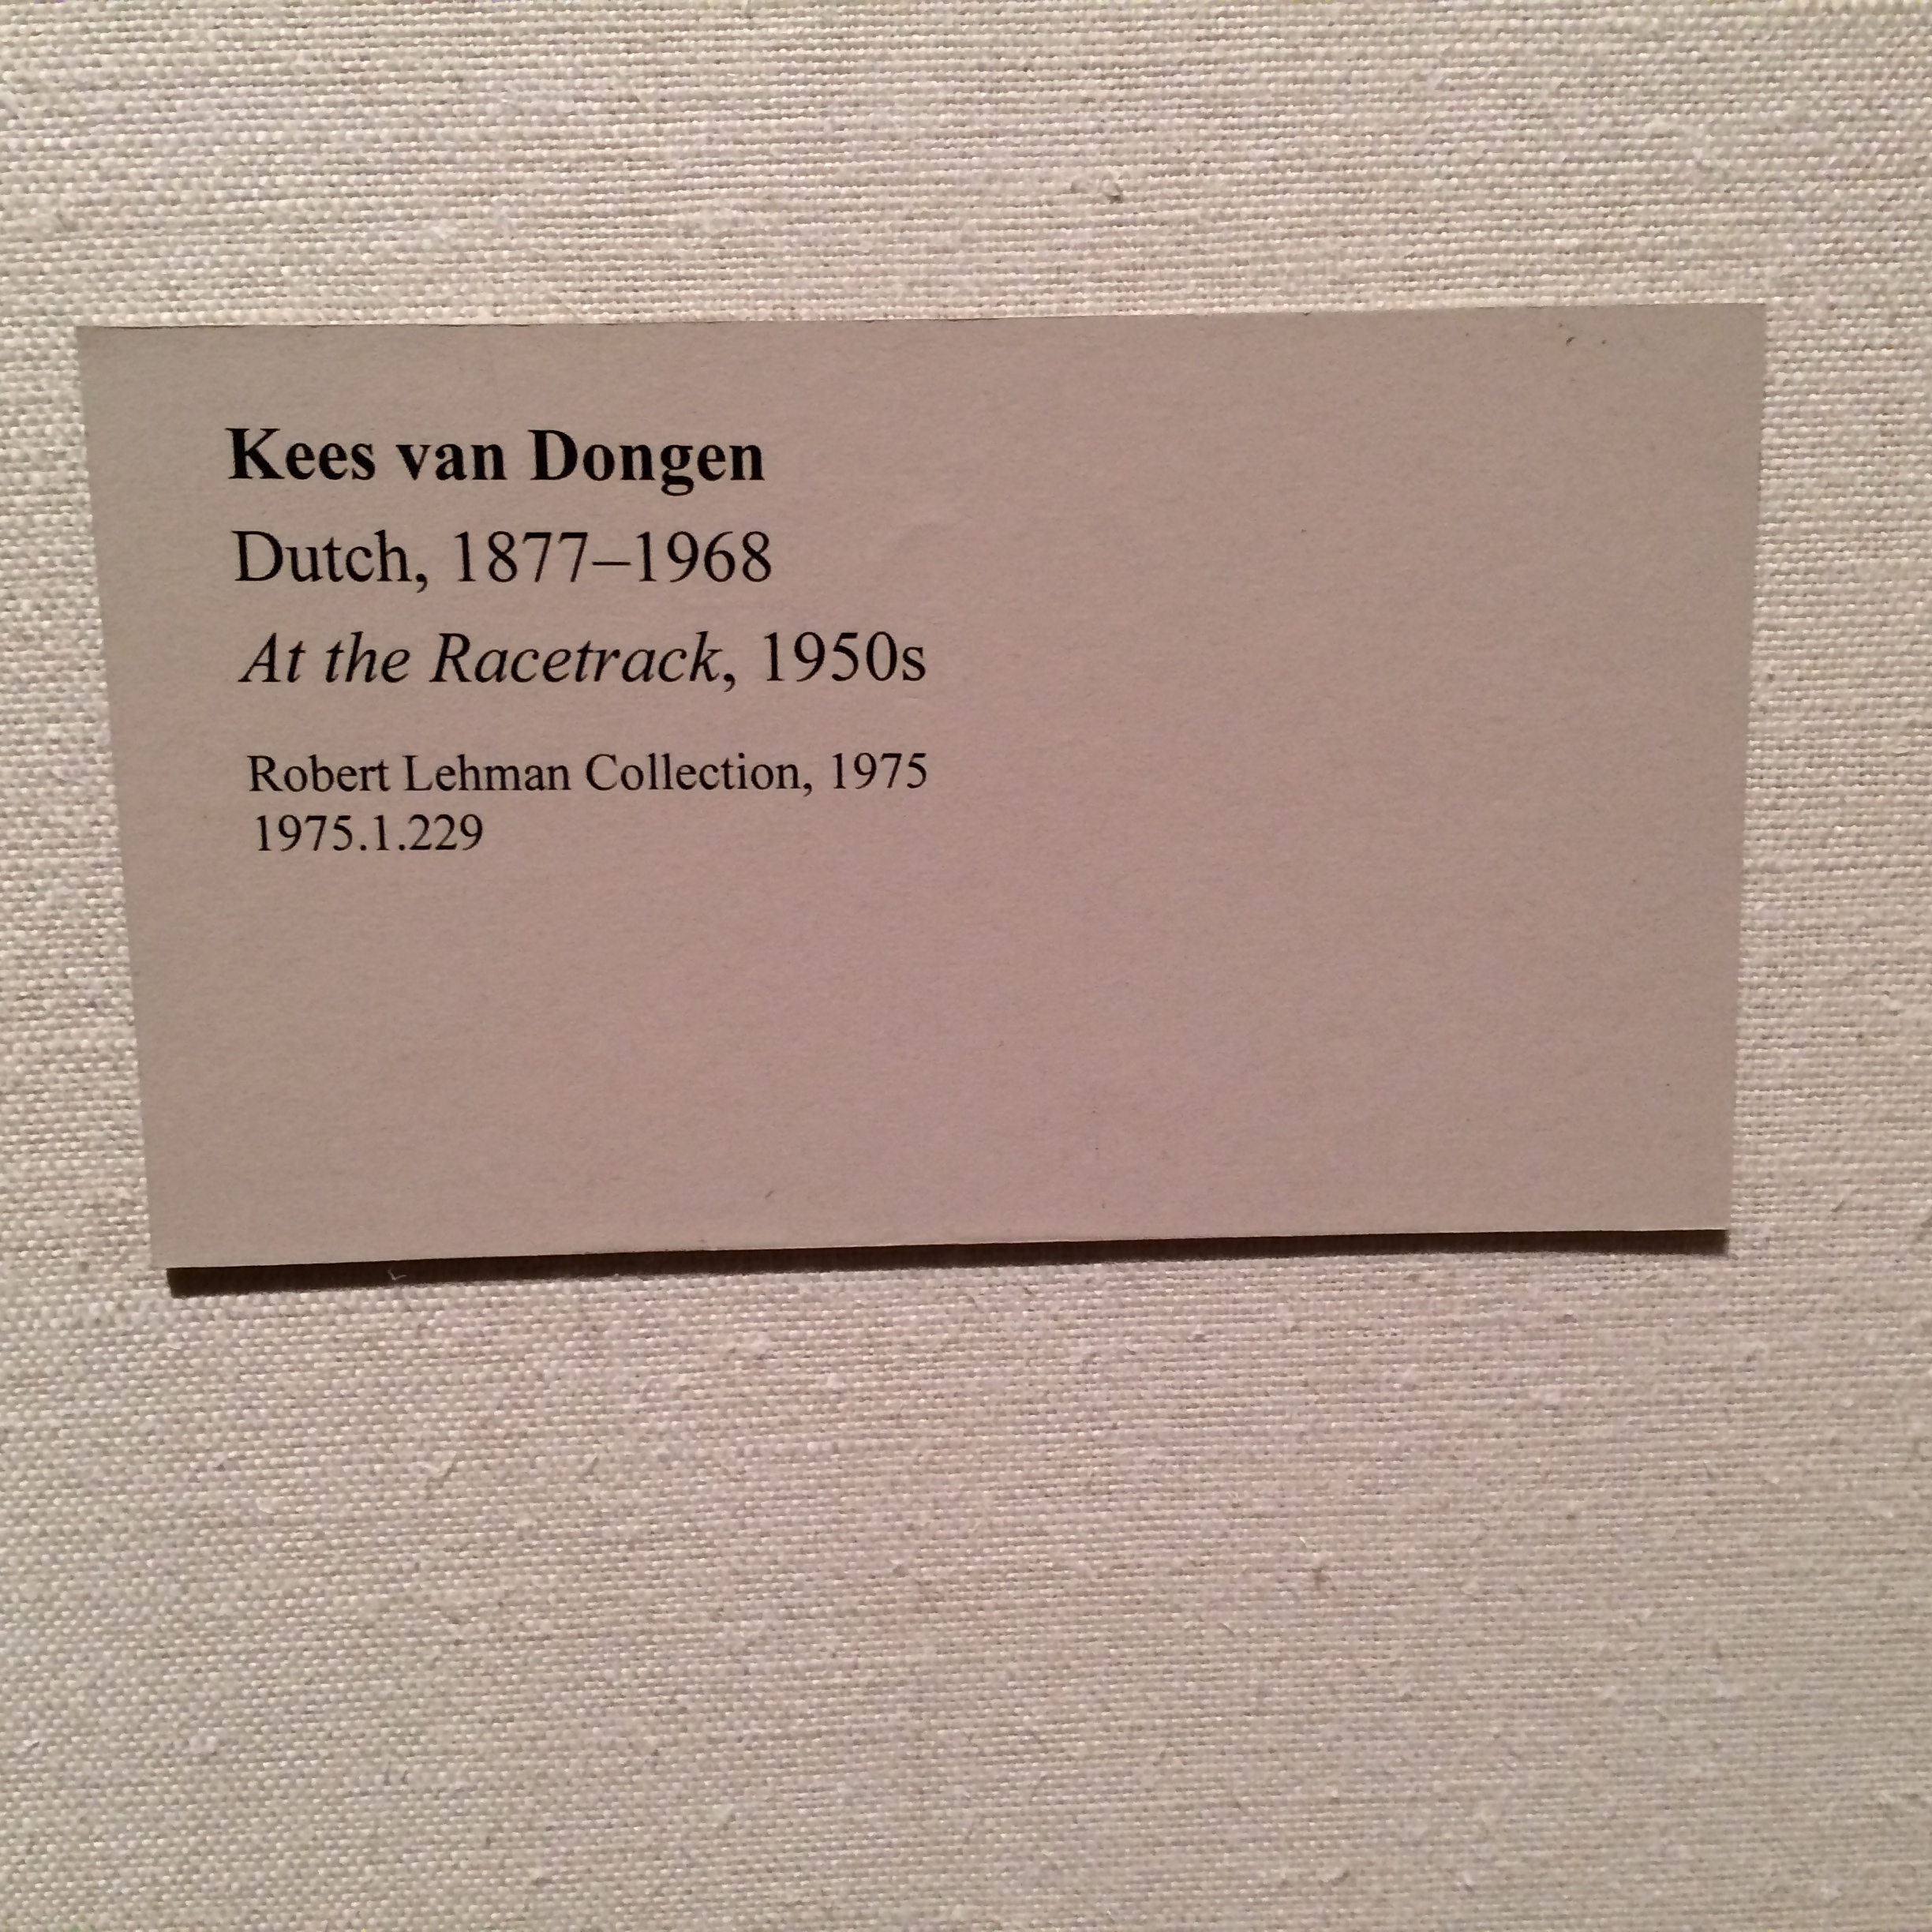 Kees van Dongen
Dutch, 1877–1968
At the Racetrack, 1950s
Robert Lehman Collection, 1975
1975.1.229